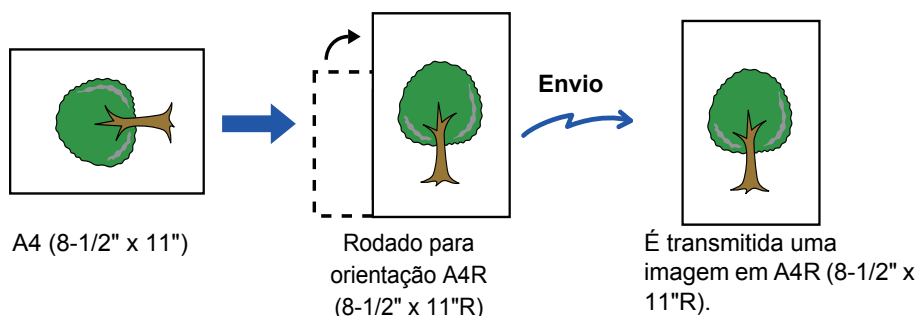 Envio
A4 (8-1/2" x 11")
Rodado para
orientação A4R
(8-1/2" x 11"R)
É transmitida uma
imagem em A4R (8-1/2" x
11"R).